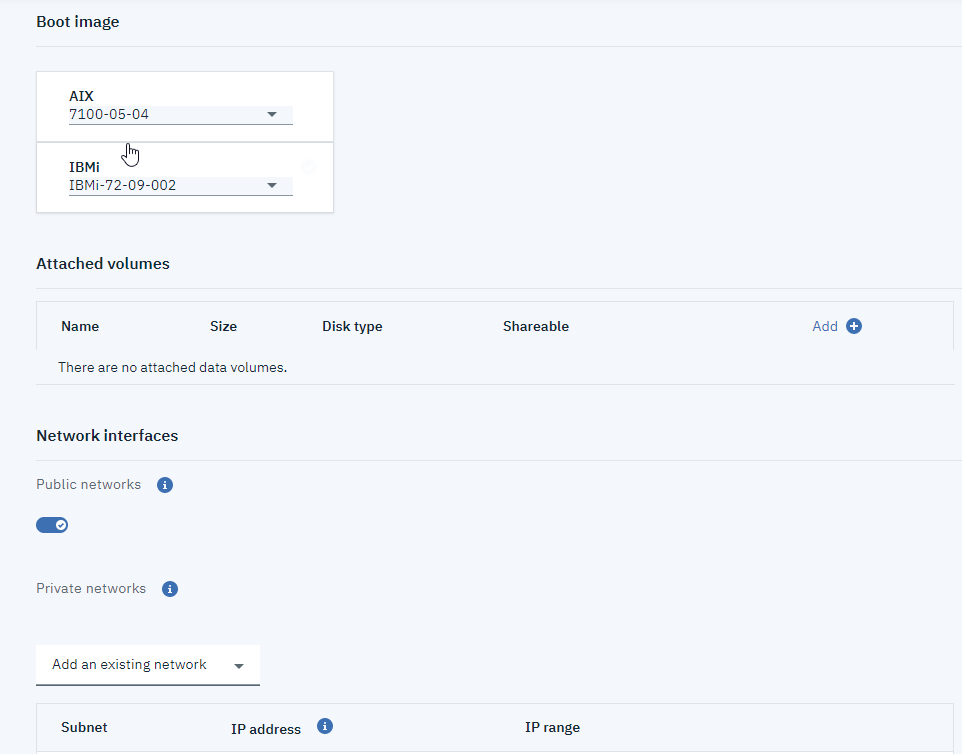 Boot image
AIX
7100-05-04
IBMi
IBMi-72-09-002
Attached volumes
Name Size Disk type Shareable Add
There are no attached data volumes.
Network interfaces
Public networks
Private networks
Add an existing network
Subnet IP address IP range